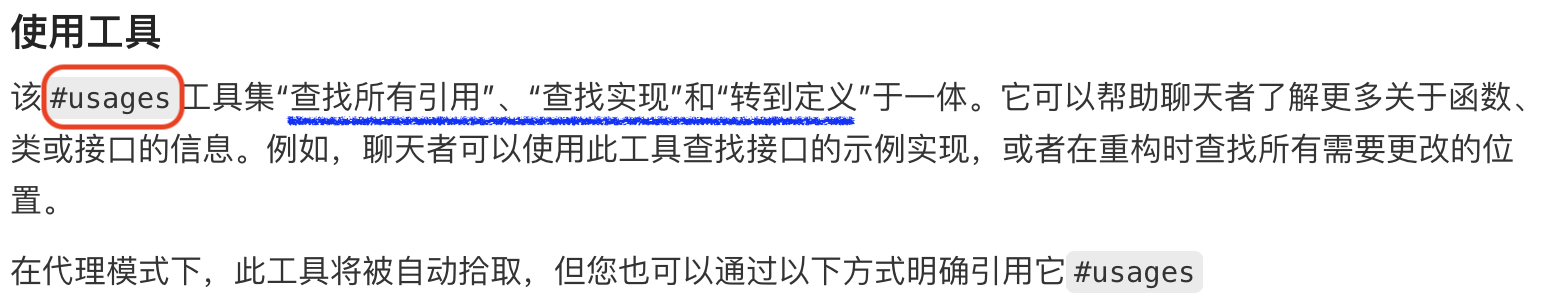 使用工具
该 #usages 工具集“查找所有引用”、“查找实现”和“转到定义”于一体。它可以帮助聊天者了解更多关于函数、
类或接口的信息。例如，聊天者可以使用此工具查找接口的示例实现，或者在重构时查找所有需要更改的位
置。
在代理模式下，此工具将被自动拾取，但您也可以通过以下方式明确引用它 #usages